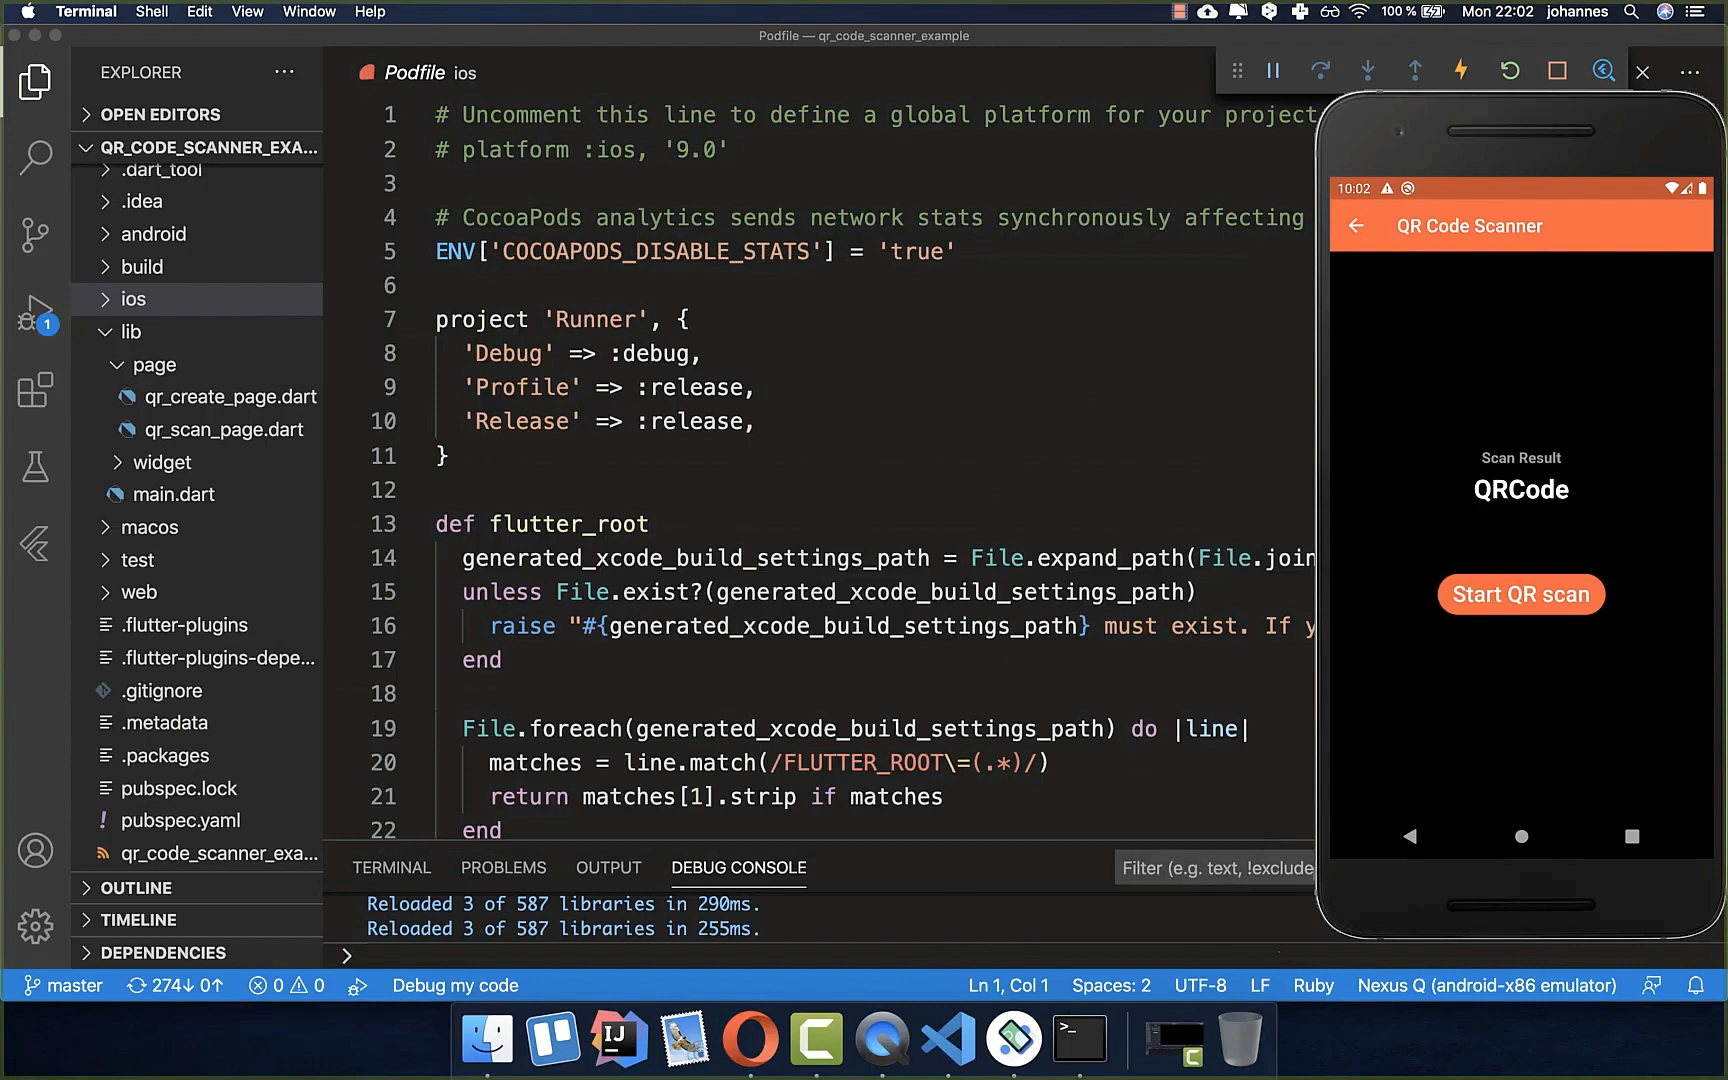 Terminal Shell Edit View Window Help
100 % Mon 22:02 johannes
Podfile — qr_code_scanner_example
EXPLORER
OPEN EDITORS
QR_CODE_SCANNER_EXA...
.dart_tool
.idea
android
build
ios
lib
page
qr_create_page.dart
qr_scan_page.dart
widget
main.dart
macos
test
web
.flutter-plugins
.flutter-plugins-depe...
.gitignore
.metadata
.packages
pubspec.lock
! pubspec.yaml
qr_code_scanner_exa...
OUTLINE
TIMELINE
DEPENDENCIES
1
Podfile ios
1 # Uncomment this line to define a global platform for your project
2 # platform :ios, '9.0'
3
4 # CocoaPods analytics sends network stats synchronously affecting
5 ENV['COCOAPODS_DISABLE_STATS'] = 'true'
6
7 project 'Runner', {
8 'Debug' => :debug,
9 'Profile' => :release,
10 'Release' => :release,
11 }
12
13 def flutter_root
14 generated_xcode_build_settings_path = File.expand_path(File.join
15 unless File.exist?(generated_xcode_build_settings_path)
16 raise "#{generated_xcode_build_settings_path} must exist. If y
17 end
18
19 File.foreach(generated_xcode_build_settings_path) do |line|
20 matches = line.match(/FLUTTER_ROOT\=(.*)/)
21 return matches[1].strip if matches
22 end
TERMINAL PROBLEMS OUTPUT DEBUG CONSOLE
Filter (e.g. text, !exclude
Reloaded 3 of 587 libraries in 290ms.
Reloaded 3 of 587 libraries in 255ms.
10:02
QR Code Scanner
Scan Result
QRCode
Start QR scan
master 274↓ 0↑ 0 0 Debug my code
Ln 1, Col 1 Spaces: 2 UTF-8 LF Ruby Nexus Q (android-x86 emulator)
IJ
>_